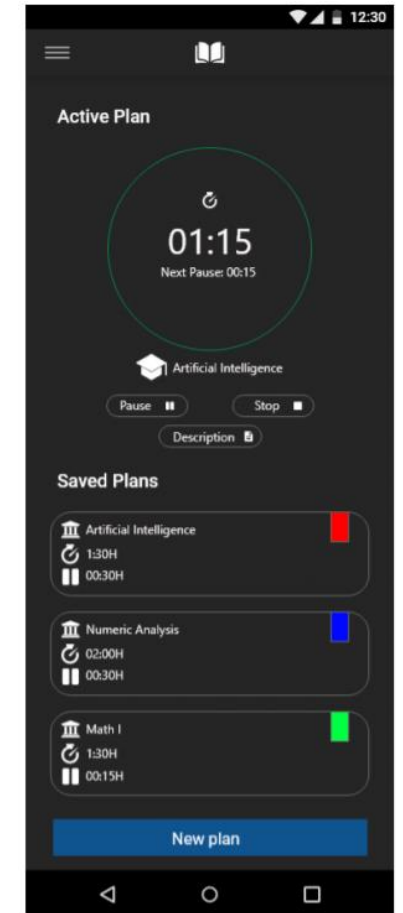 12:30
Active Plan
01:15
Next Pause: 00:15
Artificial Intelligence
Pause
Stop
Description
Saved Plans
Artificial Intelligence
1:30H
00:30H
Numeric Analysis
02:00H
00:30H
Math I
1:30H
00:15H
New plan